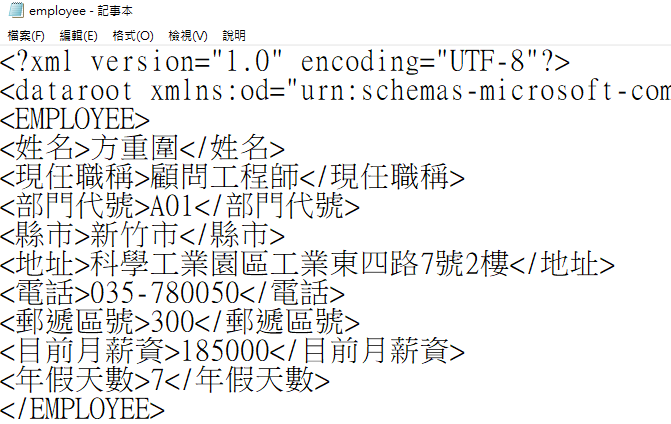 employee - 記事本
檔案(F) 編輯(E) 格式(O) 檢視(V) 說明
<?xml version="1.0" encoding="UTF-8"?>
<dataroot xmlns:od="urn:schemas-microsoft-com
<EMPLOYEE>
<姓名>方重圍</姓名>
<現任職稱>顧問工程師</現任職稱>
<部門代號>A01</部門代號>
<縣市>新竹市</縣市>
<地址>科學工業園區工業東四路7號2樓</地址>
<電話>035-780050</電話>
<郵遞區號>300</郵遞區號>
<目前月薪資>185000</目前月薪資>
<年假天數>7</年假天數>
</EMPLOYEE>